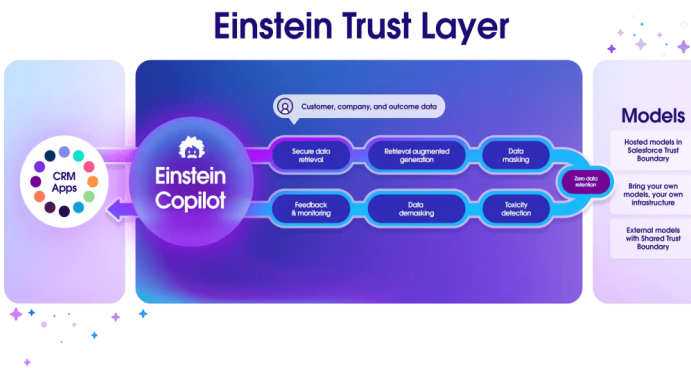 Einstein Trust Layer
Customer, company, and outcome data
CRM
Apps
Einstein
Copilot
Secure data
retrieval
Retrieval augmented
generation
Data
masking
Zero data
retention
Feedback
& monitoring
Data
demasking
Toxicity
detection
Models
Hosted models in
Salesforce Trust
Boundary
Bring your own
models, your own
infrastructure
External models
with Shared Trust
Boundary